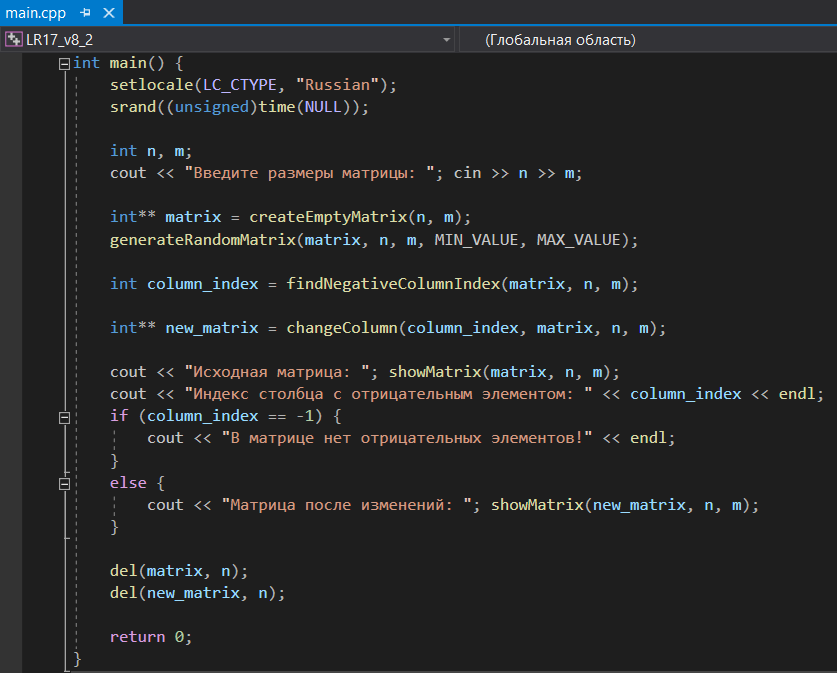 main.cpp
LR17_v8_2
(Глобальная область)
int main() {
    setlocale(LC_CTYPE, "Russian");
    srand((unsigned)time(NULL));
    int n, m;
    cout << "Введите размеры матрицы: "; cin >> n >> m;
    int** matrix = createEmptyMatrix(n, m);
    generateRandomMatrix(matrix, n, m, MIN_VALUE, MAX_VALUE);
    int column_index = findNegativeColumnIndex(matrix, n, m);
    int** new_matrix = changeColumn(column_index, matrix, n, m);
    cout << "Исходная матрица: "; showMatrix(matrix, n, m);
    cout << "Индекс столбца с отрицательным элементом: " << column_index << endl;
    if (column_index == -1) {
        cout << "В матрице нет отрицательных элементов!" << endl;
    }
    else {
        cout << "Матрица после изменений: "; showMatrix(new_matrix, n, m);
    }
    del(matrix, n);
    del(new_matrix, n);
    return 0;
}